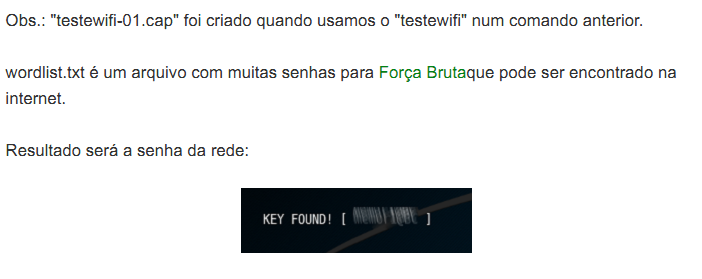 Obs.: "testewifi-01.cap" foi criado quando usamos o "testewifi" num comando anterior.
wordlist.txt é um arquivo com muitas senhas para Força Brutaque pode ser encontrado na
internet.
Resultado será a senha da rede:
KEY FOUND! [ ]